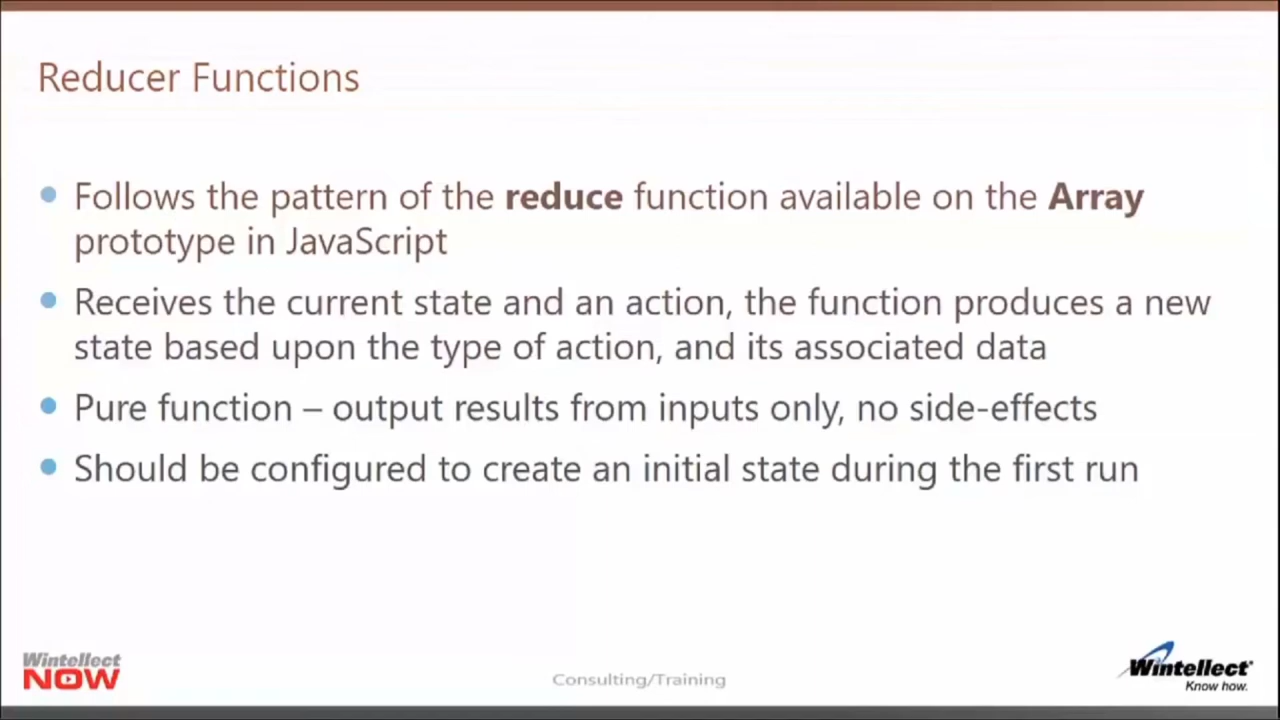 Reducer Functions
Follows the pattern of the reduce function available on the Array
prototype in JavaScript
Receives the current state and an action, the function produces a new
state based upon the type of action, and its associated data
Pure function – output results from inputs only, no side-effects
Should be configured to create an initial state during the first run
Wintellect
NOW
Consulting/Training
Wintellect
Know how.